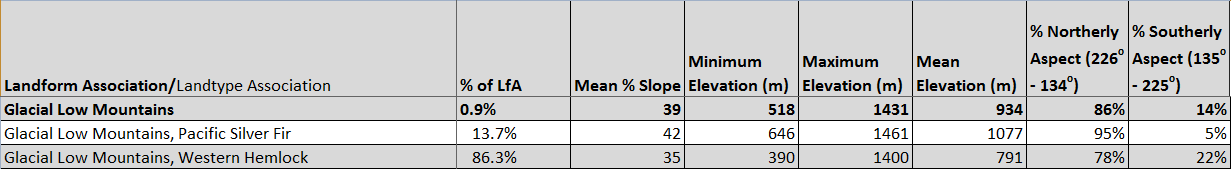 Landform Association/Landtype Association % of LfA Mean % Slope Minimum Elevation (m) Maximum Elevation (m) Mean Elevation (m) % Northerly Aspect (226° - 134°) % Southerly Aspect (135° - 225°)
Glacial Low Mountains 0.9% 39 518 1431 934 86% 14%
Glacial Low Mountains, Pacific Silver Fir 13.7% 42 646 1461 1077 95% 5%
Glacial Low Mountains, Western Hemlock 86.3% 35 390 1400 791 78% 22%